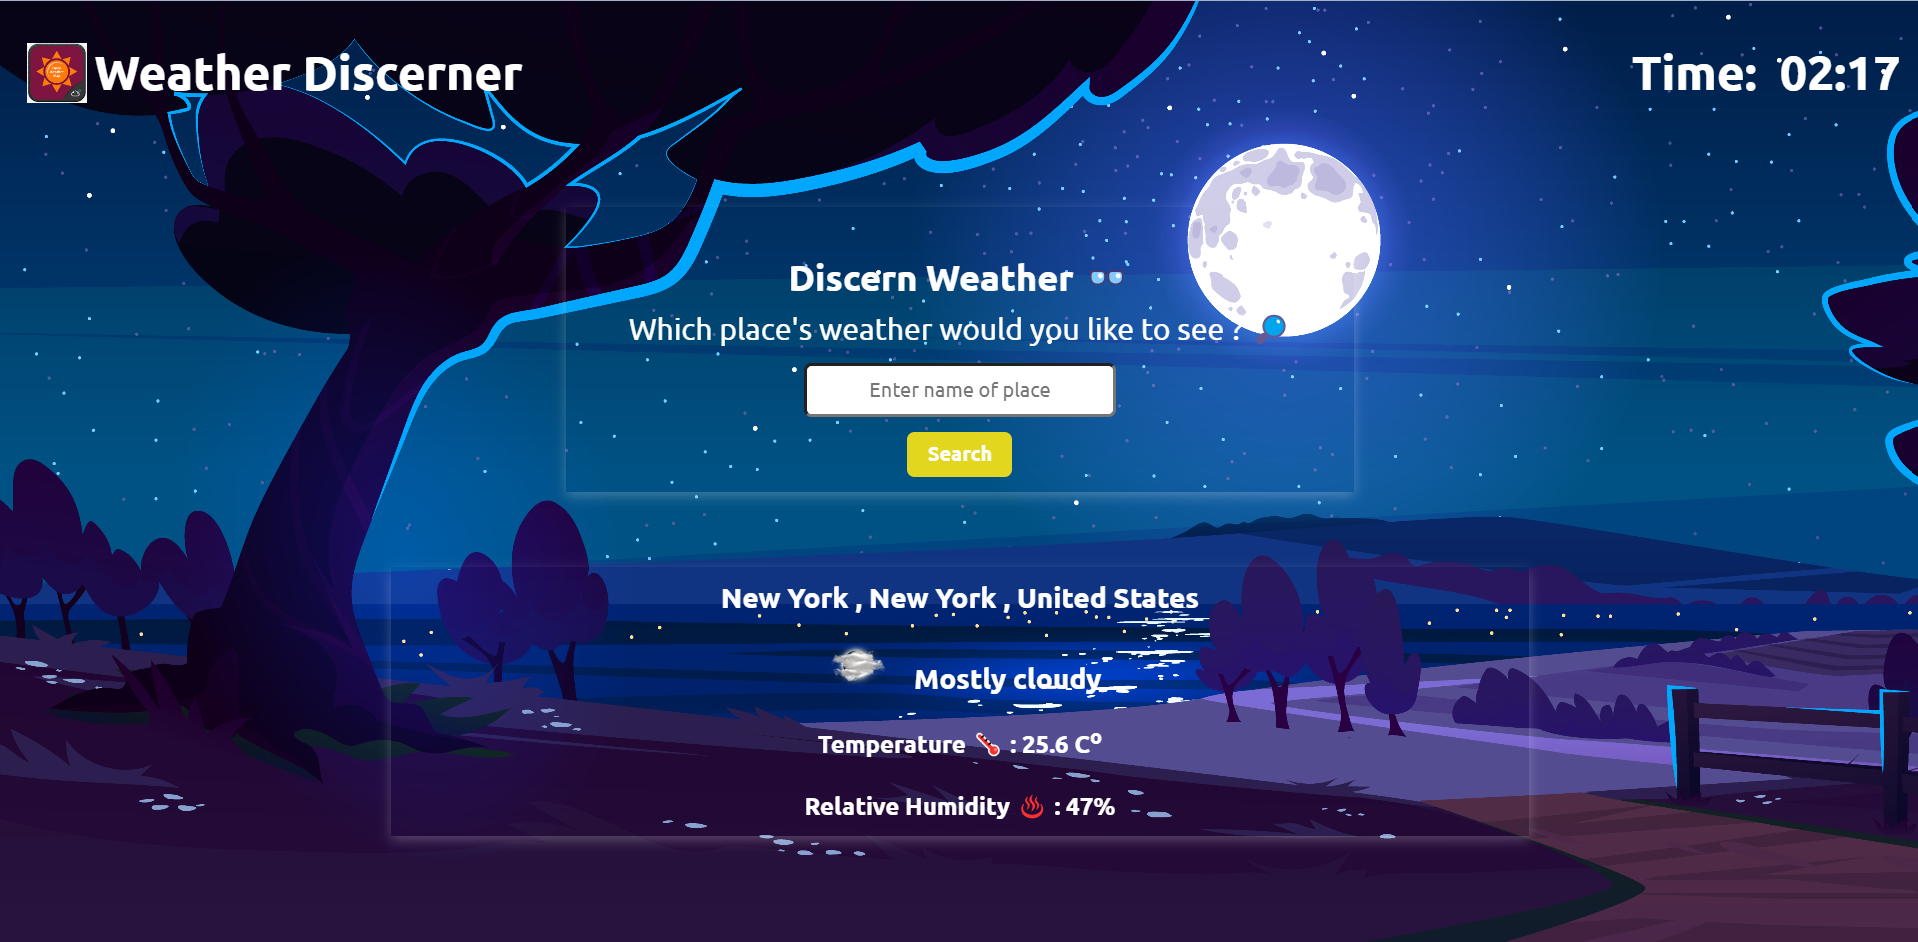 Weather Discerner
Time: 02:17
Discern Weather 👓
Which place's weather would you like to see ? 🔎
Enter name of place
Search
New York , New York , United States
Mostly cloudy
Temperature 🌡️ : 25.6 Cº
Relative Humidity ♨️ : 47%